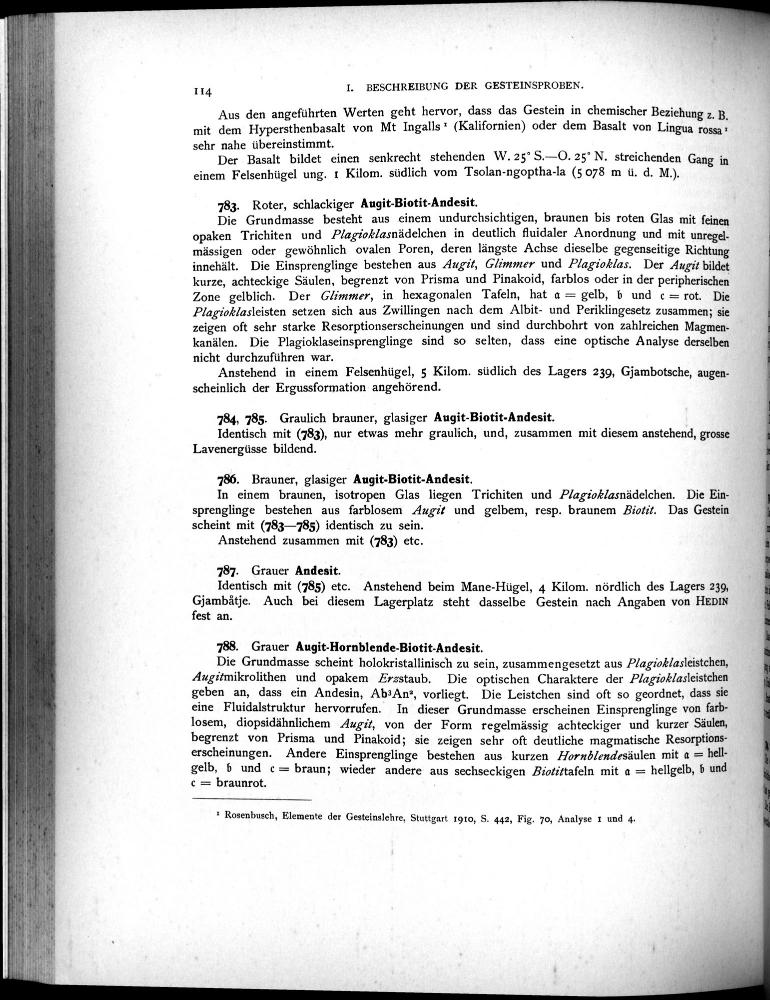 114
I. BESCHREIBUNG DER GESTEINSPROBEN.
Aus den angeführten Werten geht hervor, dass das Gestein in chemischer Beziehung z. B.
mit dem Hypersthenbasalt von Mt Ingalls¹ (Kalifornien) oder dem Basalt von Lingua rossa¹
sehr nahe übereinstimmt.
Der Basalt bildet einen senkrecht stehenden W. 25° S.—O. 25° N. streichenden Gang in
einem Felsenhügel ung. 1 Kilom. südlich vom Tsolan-ngoptha-la (5 078 m ü. d. M.).
783. Roter, schlackiger Augit-Biotit-Andesit.
Die Grundmasse besteht aus einem undurchsichtigen, braunen bis roten Glas mit feinen
opaken Trichiten und Plagioklasnädelchen in deutlich fluidaler Anordnung und mit unregel-
mässigen oder gewöhnlich ovalen Poren, deren längste Achse dieselbe gegenseitige Richtung
innehält. Die Einsprenglinge bestehen aus Augit, Glimmer und Plagioklas. Der Augit bildet
kurze, achteckige Säulen, begrenzt von Prisma und Pinakoid, farblos oder in der peripherischen
Zone gelblich. Der Glimmer, in hexagonalen Tafeln, hat a = gelb, b und c = rot. Die
Plagioklasleisten setzen sich aus Zwillingen nach dem Albit- und Periklingesetz zusammen; sie
zeigen oft sehr starke Resorptionserscheinungen und sind durchbohrt von zahlreichen Magmen-
kanälen. Die Plagioklaseinsprenglinge sind so selten, dass eine optische Analyse derselben
nicht durchzuführen war.
Anstehend in einem Felsenhügel, 5 Kilom. südlich des Lagers 239, Gjambotsche, augen-
scheinlich der Ergussformation angehörend.
784, 785. Graulich brauner, glasiger Augit-Biotit-Andesit.
Identisch mit (783), nur etwas mehr graulich, und, zusammen mit diesem anstehend, grosse
Lavenergüsse bildend.
786. Brauner, glasiger Augit-Biotit-Andesit.
In einem braunen, isotropen Glas liegen Trichiten und Plagioklasnädelchen. Die Ein-
sprenglinge bestehen aus farblosem Augit und gelbem, resp. braunem Biotit. Das Gestein
scheint mit (783—785) identisch zu sein.
Anstehend zusammen mit (783) etc.
787. Grauer Andesit.
Identisch mit (785) etc. Anstehend beim Mane-Hügel, 4 Kilom. nördlich des Lagers 239,
Gjambåtje. Auch bei diesem Lagerplatz steht dasselbe Gestein nach Angaben von HEDIN
fest an.
788. Grauer Augit-Hornblende-Biotit-Andesit.
Die Grundmasse scheint holokristallinisch zu sein, zusammengesetzt aus Plagioklasleistchen,
Augitmikrolithen und opakem Erzstaub. Die optischen Charaktere der Plagioklasleistchen
geben an, dass ein Andesin, Ab³An², vorliegt. Die Leistchen sind oft so geordnet, dass sie
eine Fluidalstruktur hervorrufen. In dieser Grundmasse erscheinen Einsprenglinge von farb-
losem, diopsidähnlichem Augit, von der Form regelmässig achteckiger und kurzer Säulen,
begrenzt von Prisma und Pinakoid; sie zeigen sehr oft deutliche magmatische Resorptions-
erscheinungen. Andere Einsprenglinge bestehen aus kurzen Hornblendesäulen mit a = hell-
gelb, b und c = braun; wieder andere aus sechseckigen Biotittafeln mit a = hellgelb, b und
c = braunrot.
¹ Rosenbusch, Elemente der Gesteinslehre, Stuttgart 1910, S. 442, Fig. 70, Analyse 1 und 4.